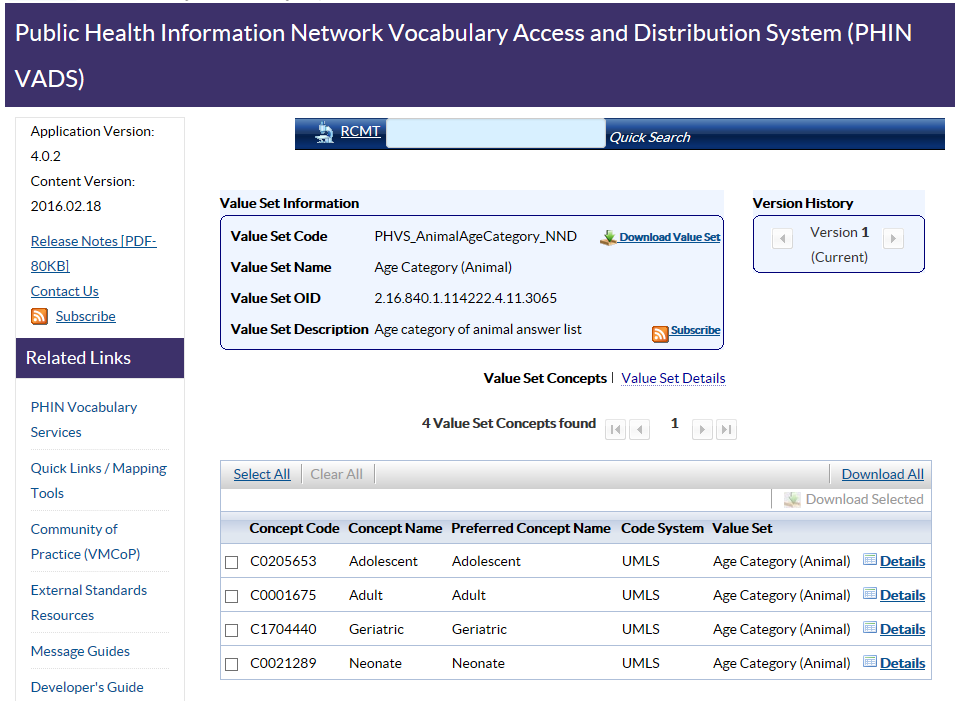 Public Health Information Network Vocabulary Access and Distribution System (PHIN
VADS)
Application Version:
4.0.2
Content Version:
2016.02.18
Release Notes [PDF-
80KB]
Contact Us
Subscribe
Related Links
PHIN Vocabulary
Services
Quick Links / Mapping
Tools
Community of
Practice (VMCoP)
External Standards
Resources
Message Guides
Developer's Guide
RCMT Quick Search
Value Set Information
Value Set Code PHVS_AnimalAgeCategory_NND Download Value Set
Value Set Name Age Category (Animal)
Value Set OID 2.16.840.1.114222.4.11.3065
Value Set Description Age category of animal answer list Subscribe
Version History
Version 1
(Current)
Value Set Concepts | Value Set Details
4 Value Set Concepts found 1
Select All Clear All Download All
Download Selected
Concept Code Concept Name Preferred Concept Name Code System Value Set
C0205653 Adolescent Adolescent UMLS Age Category (Animal) Details
C0001675 Adult Adult UMLS Age Category (Animal) Details
C1704440 Geriatric Geriatric UMLS Age Category (Animal) Details
C0021289 Neonate Neonate UMLS Age Category (Animal) Details